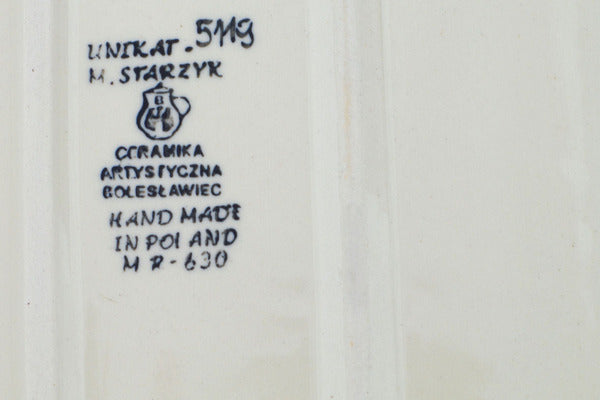 UNIKAT. 5119
M. STARZYK
B
CERAMIKA
ARTYSTYCZNA
BOLESŁAWIEC
HAND MADE
IN POLAND
M R-630